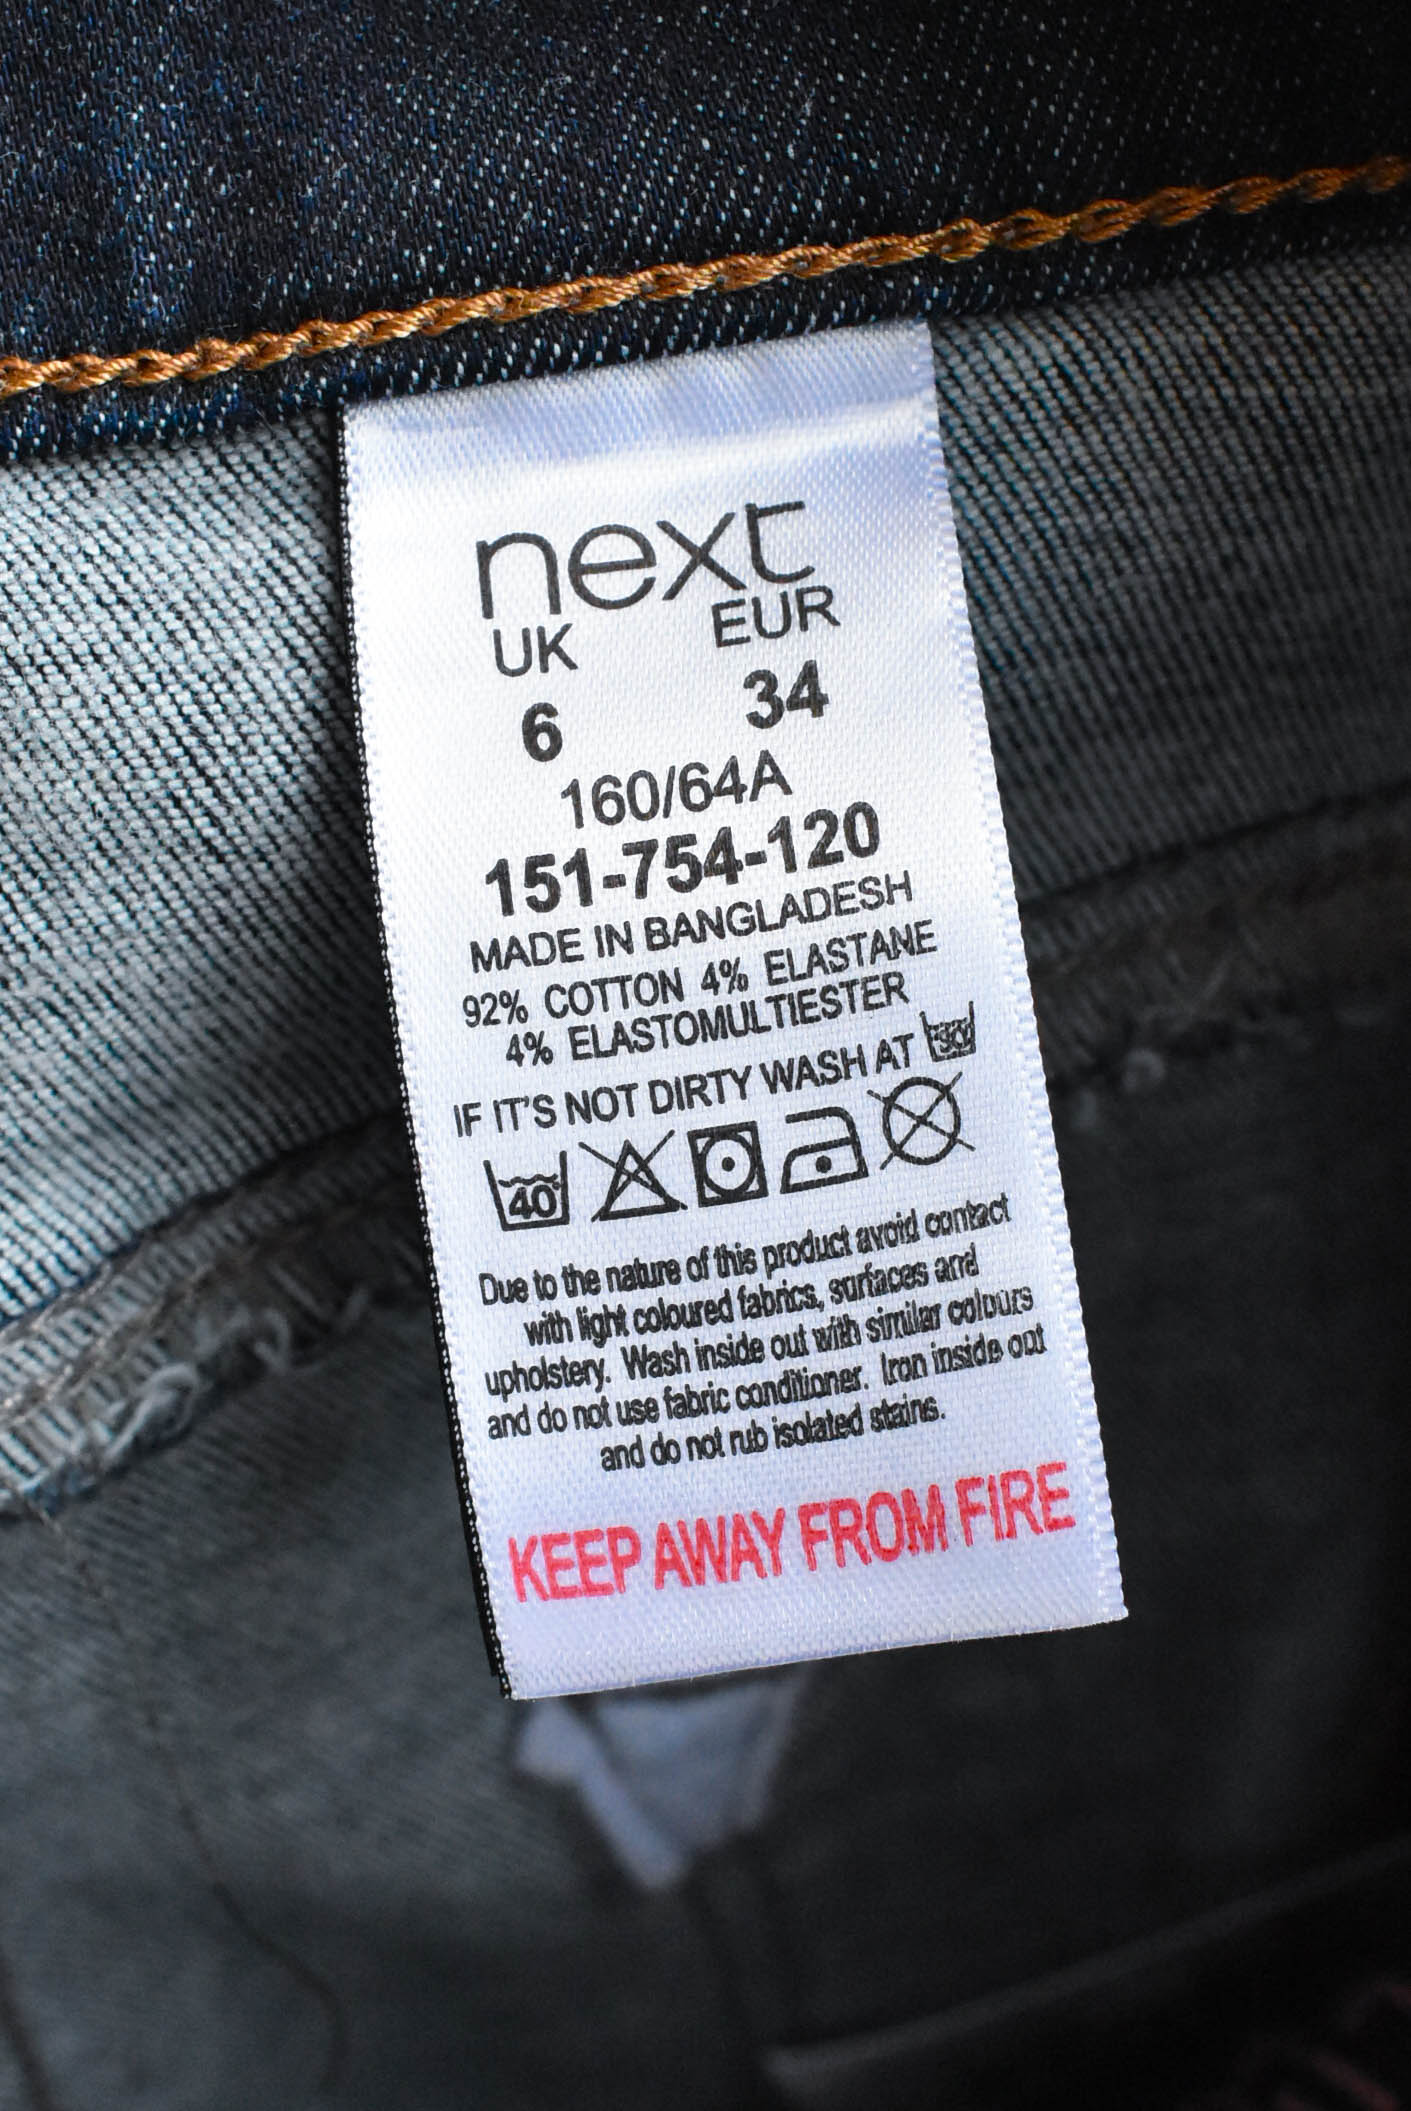 next
UK EUR
6 34
160/64A
151-754-120
MADE IN BANGLADESH
92% COTTON 4% ELASTANE
4% ELASTOMULTIESTER
IF IT'S NOT DIRTY WASH AT 30°
40°
Due to the nature of this product avoid contact
with light coloured fabrics, surfaces and
upholstery. Wash inside out with similar colours
and do not use fabric conditioner. Iron inside out
and do not rub isolated stains.
KEEP AWAY FROM FIRE